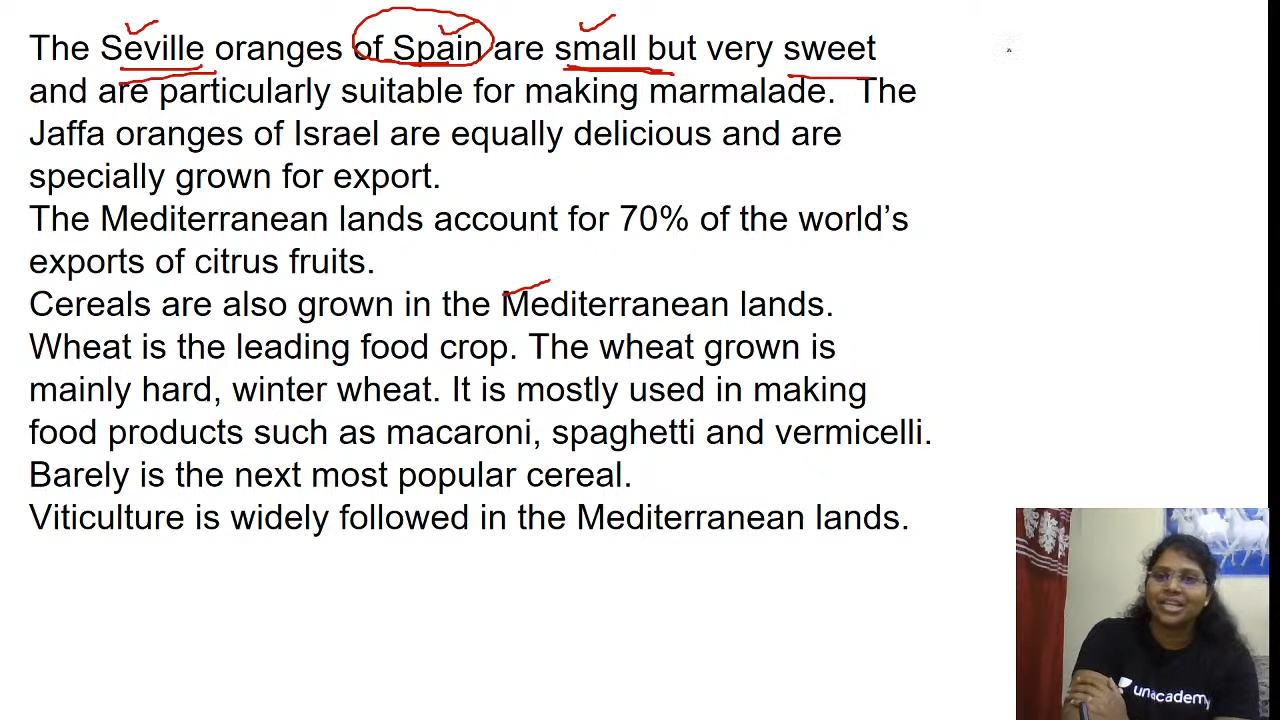 The Seville oranges of Spain are small but very sweet
and are particularly suitable for making marmalade. The
Jaffa oranges of Israel are equally delicious and are
specially grown for export.
The Mediterranean lands account for 70% of the world's
exports of citrus fruits.
Cereals are also grown in the Mediterranean lands.
Wheat is the leading food crop. The wheat grown is
mainly hard, winter wheat. It is mostly used in making
food products such as macaroni, spaghetti and vermicelli.
Barely is the next most popular cereal.
Viticulture is widely followed in the Mediterranean lands.
unacademy